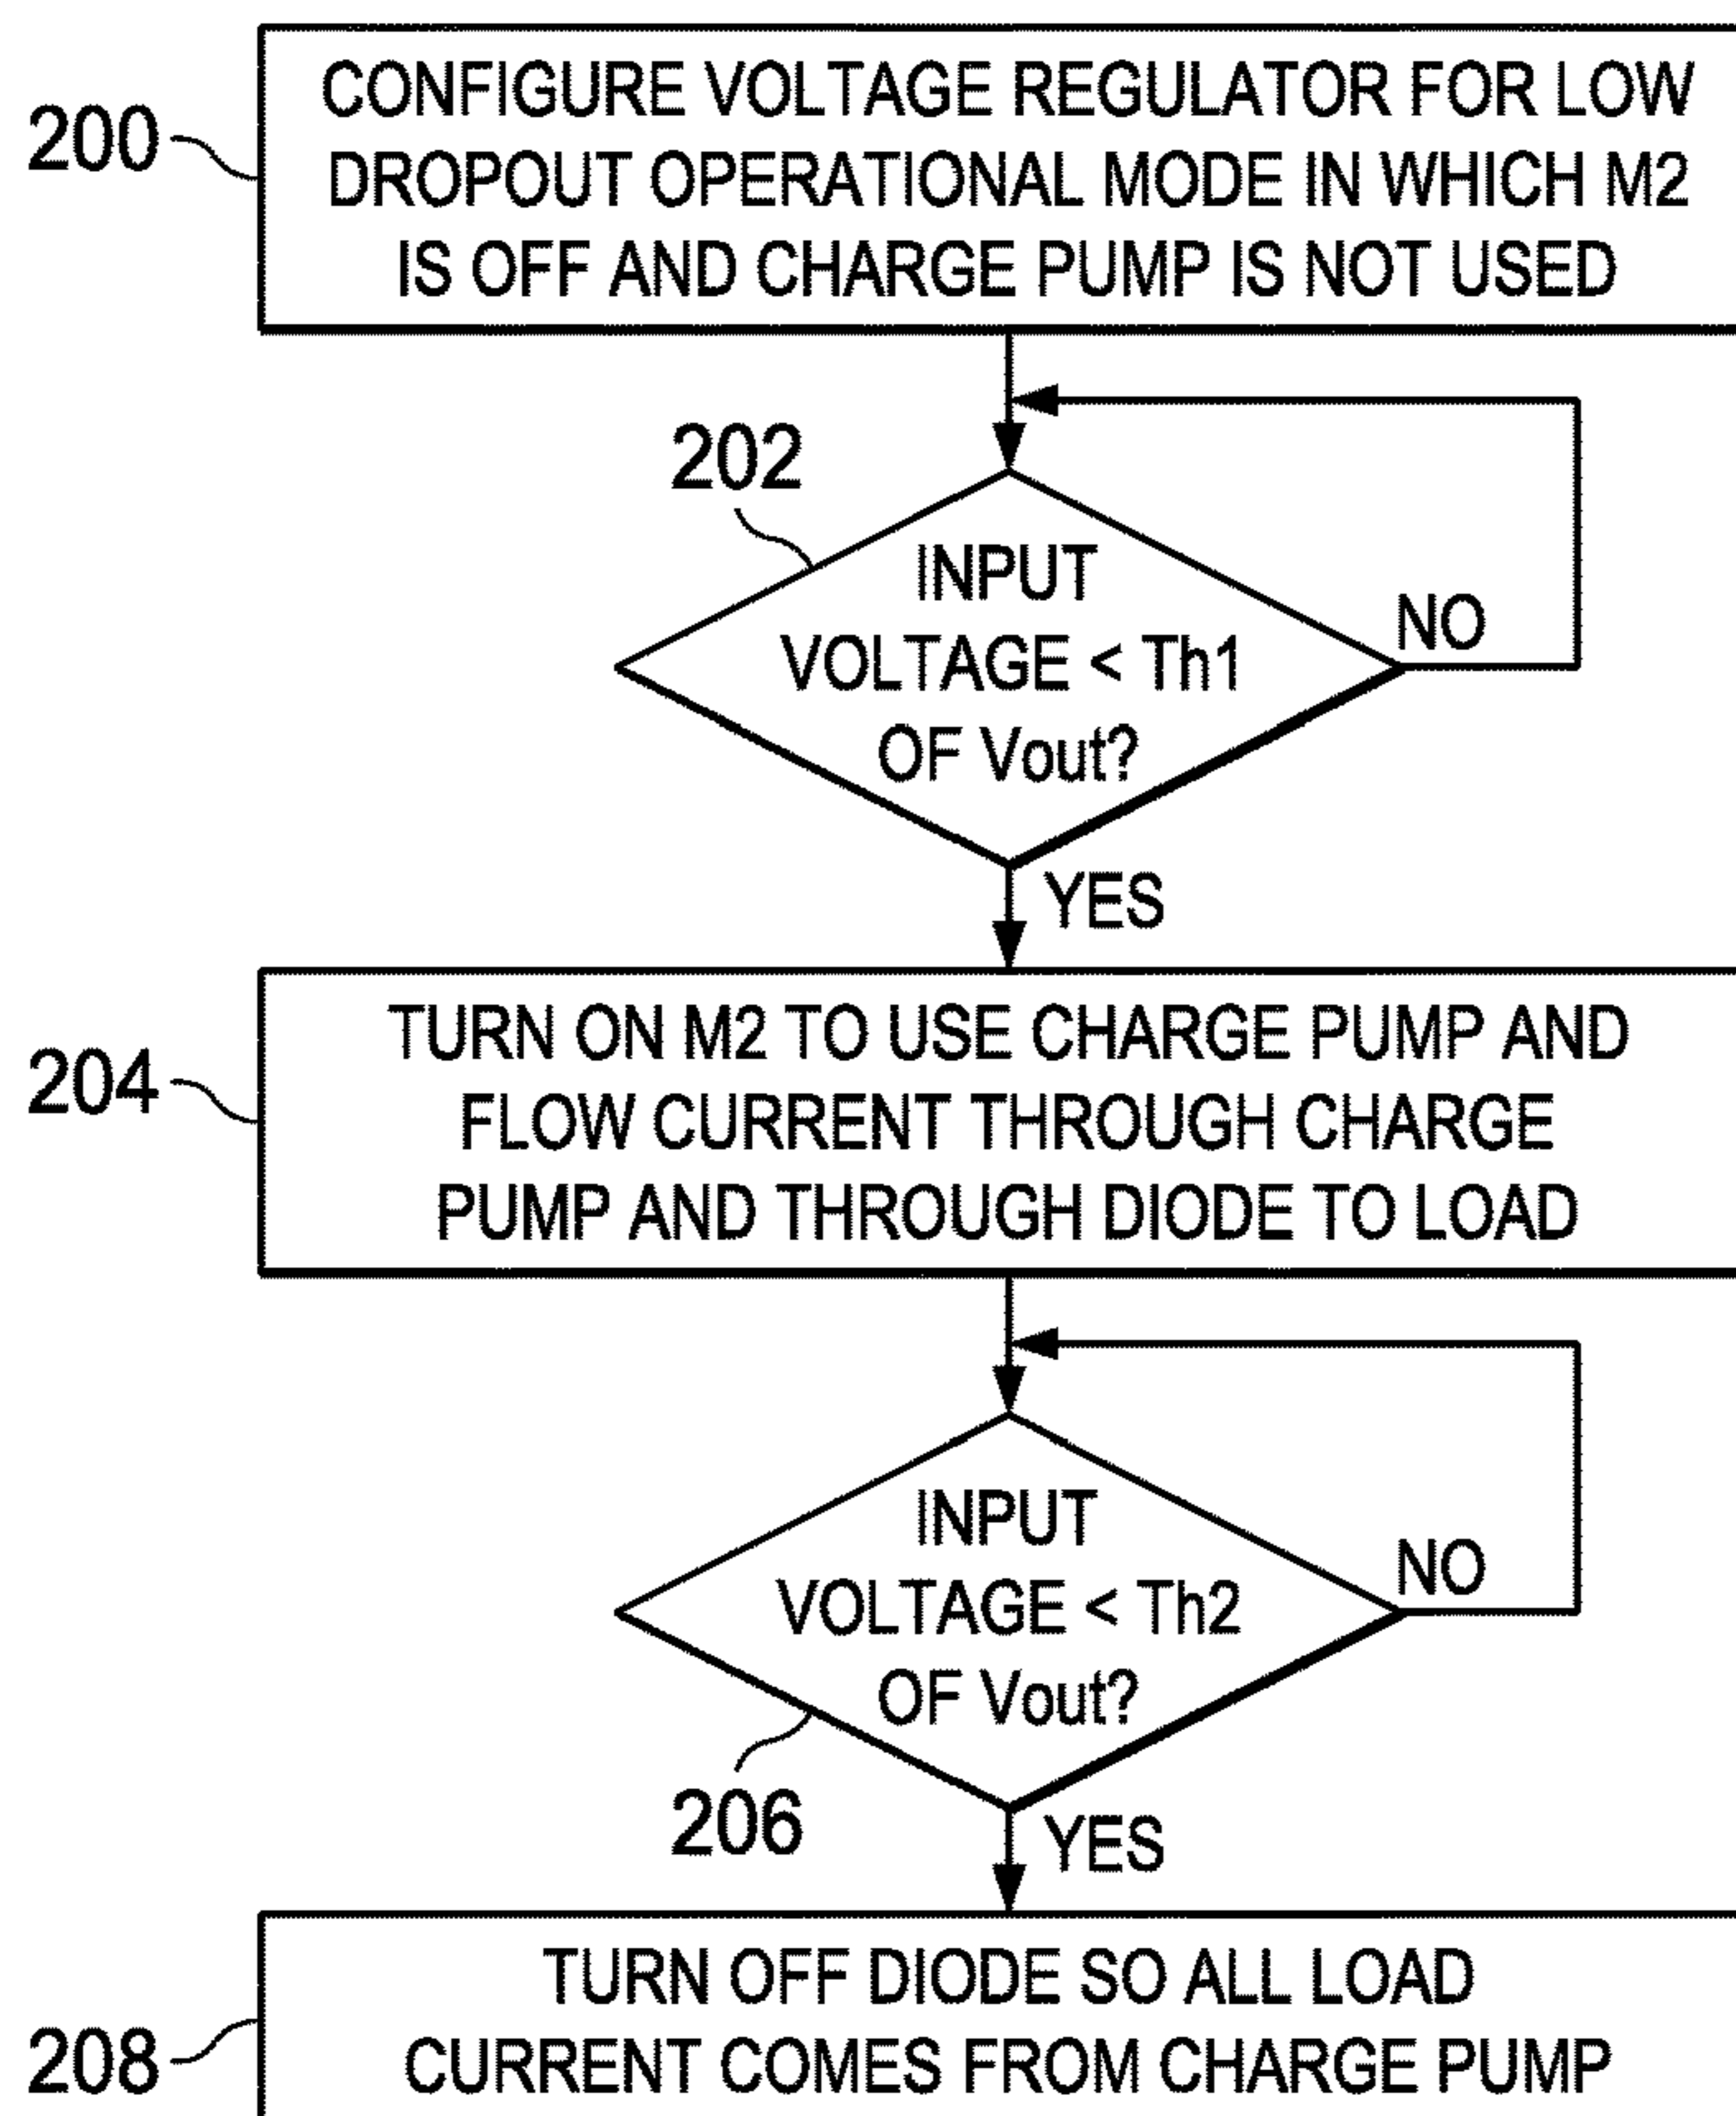 200
CONFIGURE VOLTAGE REGULATOR FOR LOW
DROPOUT OPERATIONAL MODE IN WHICH M2
IS OFF AND CHARGE PUMP IS NOT USED
202
INPUT
VOLTAGE < Th1
OF Vout?
NO
YES
204
TURN ON M2 TO USE CHARGE PUMP AND
FLOW CURRENT THROUGH CHARGE
PUMP AND THROUGH DIODE TO LOAD
INPUT
VOLTAGE < Th2
OF Vout?
NO
206
YES
208
TURN OFF DIODE SO ALL LOAD
CURRENT COMES FROM CHARGE PUMP